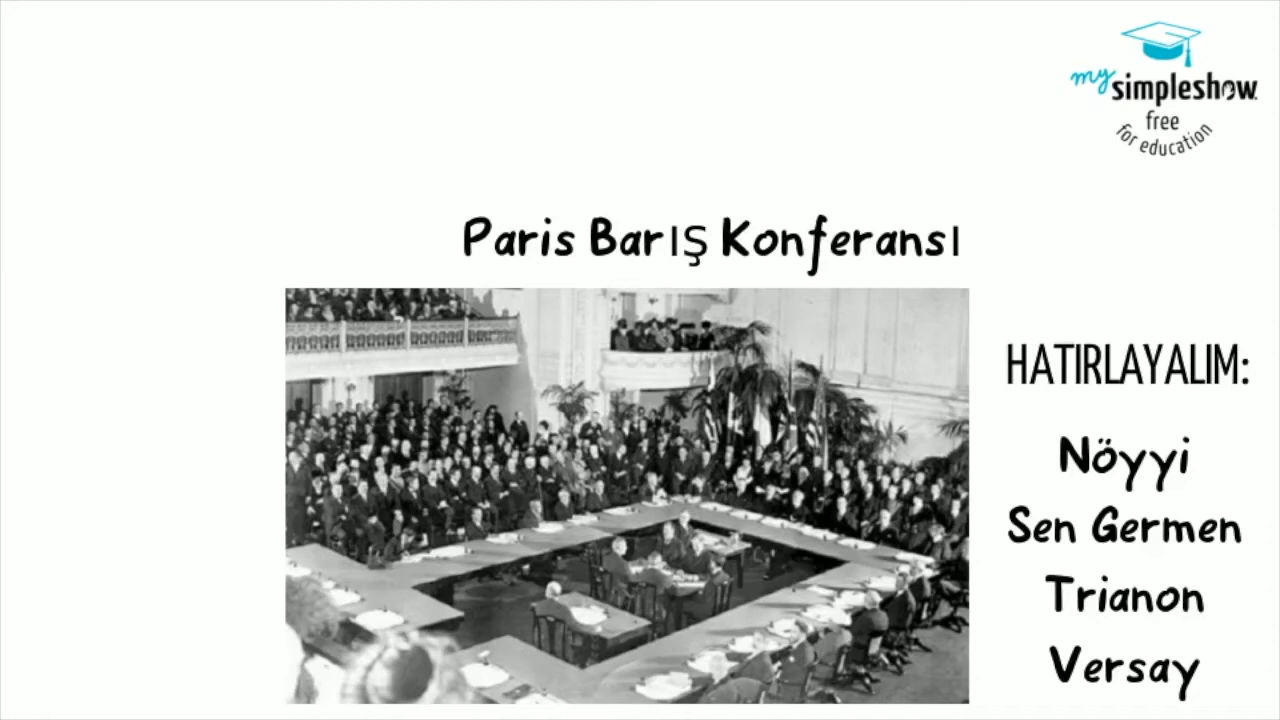 my
simpleshow
free
for education
Paris Barış Konferansı
HATIRLAYALIM:
Nöyyi
Sen Germen
Trianon
Versay